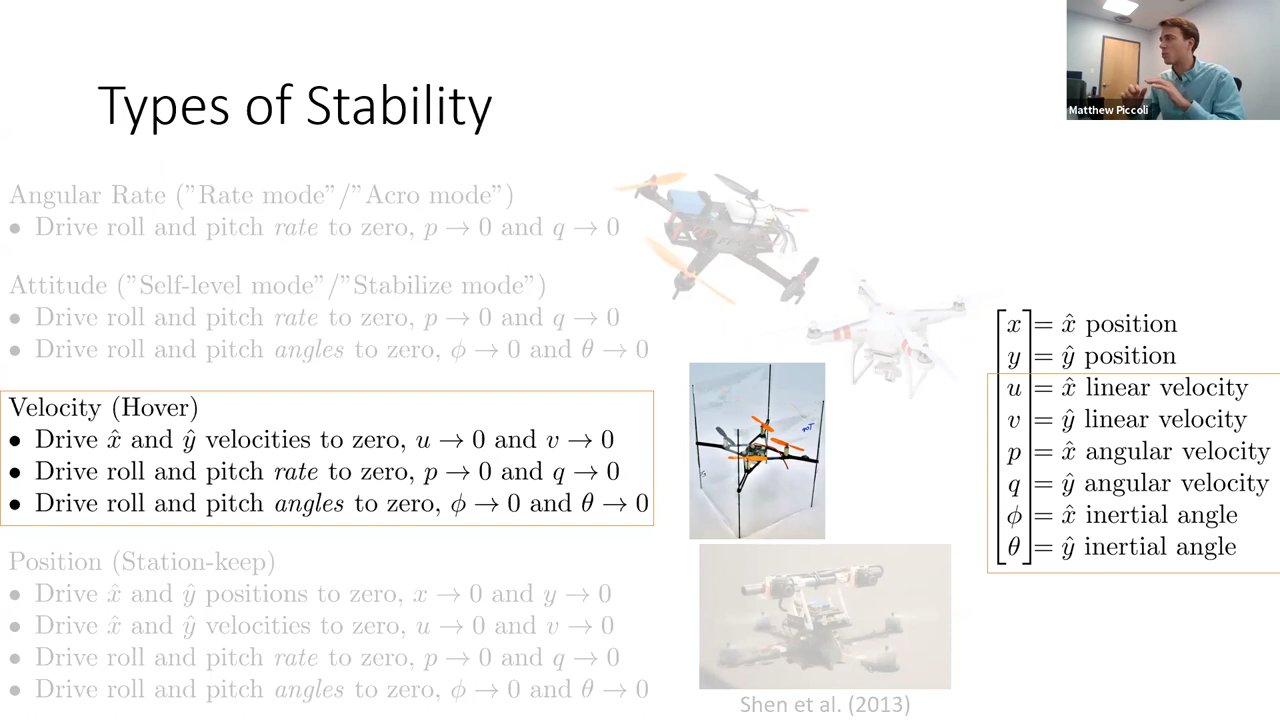 Types of Stability
Matthew Piccoli
Angular Rate ("Rate mode"/"Acro mode")
• Drive roll and pitch rate to zero, p → 0 and q → 0
Attitude ("Self-level mode"/"Stabilize mode")
• Drive roll and pitch rate to zero, p → 0 and q → 0
• Drive roll and pitch angles to zero, ϕ → 0 and θ → 0
Velocity (Hover)
• Drive x̂ and ŷ velocities to zero, u → 0 and v → 0
• Drive roll and pitch rate to zero, p → 0 and q → 0
• Drive roll and pitch angles to zero, ϕ → 0 and θ → 0
Position (Station-keep)
• Drive x̂ and ŷ positions to zero, x → 0 and y → 0
• Drive x̂ and ŷ velocities to zero, u → 0 and v → 0
• Drive roll and pitch rate to zero, p → 0 and q → 0
• Drive roll and pitch angles to zero, ϕ → 0 and θ → 0
x = x̂ position
y = ŷ position
u = x̂ linear velocity
v = ŷ linear velocity
p = x̂ angular velocity
q = ŷ angular velocity
ϕ = x̂ inertial angle
θ = ŷ inertial angle
Shen et al. (2013)